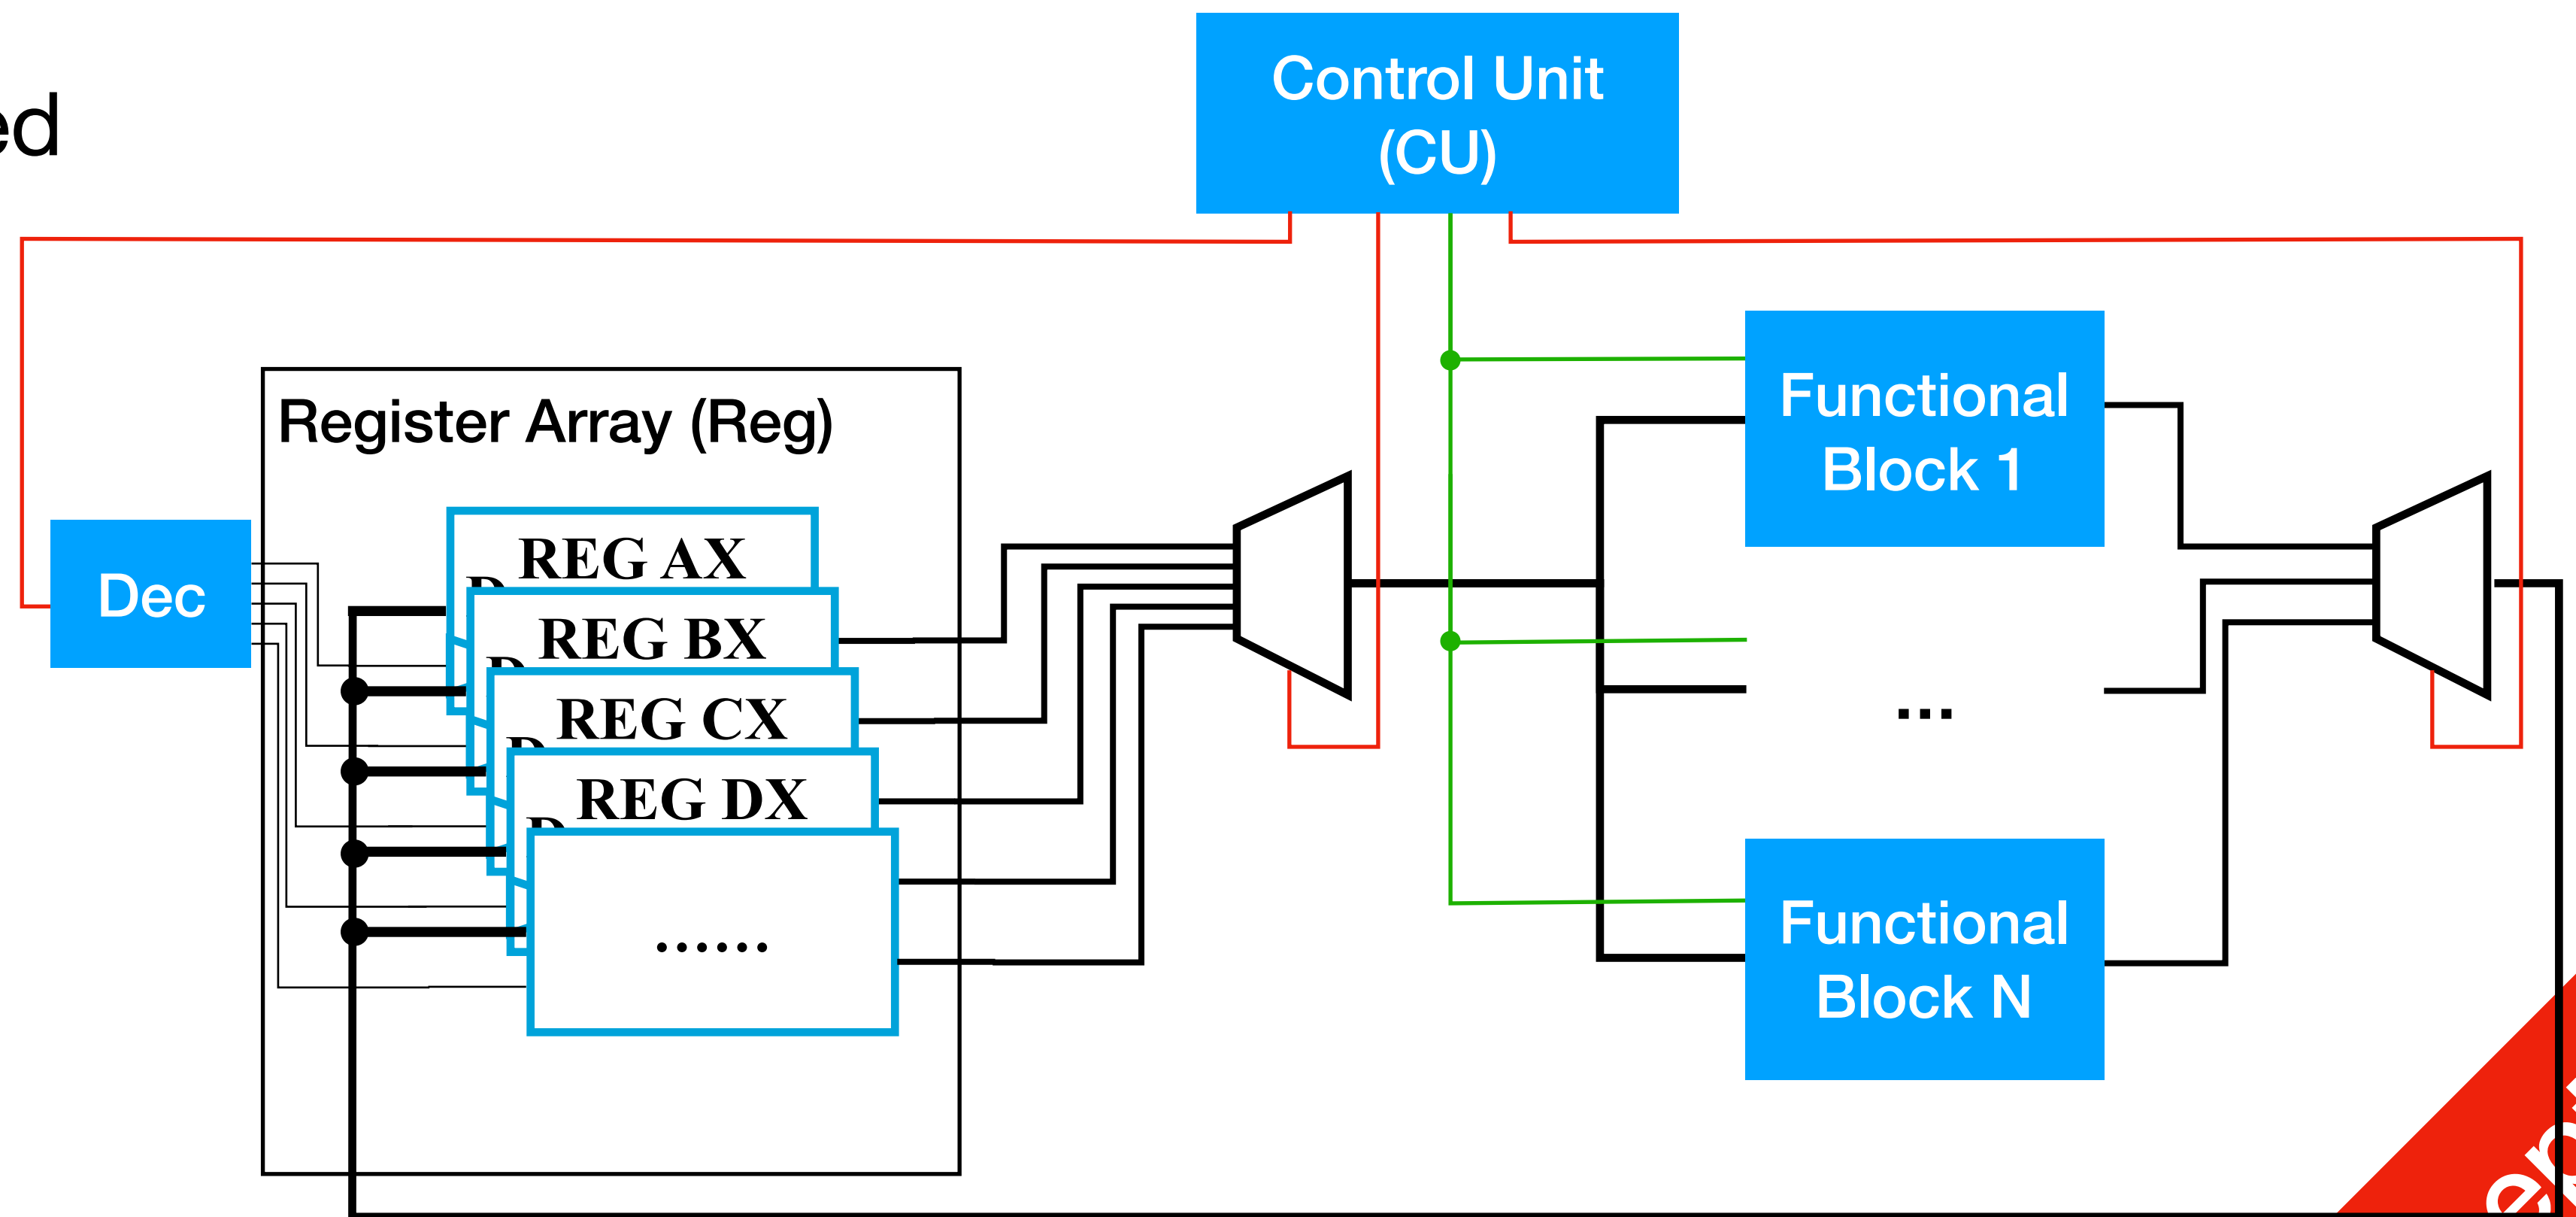 Control Unit
(CU)
Register Array (Reg)
Dec
REG AX
REG BX
REG CX
REG DX
......
Functional
Block 1
...
Functional
Block N